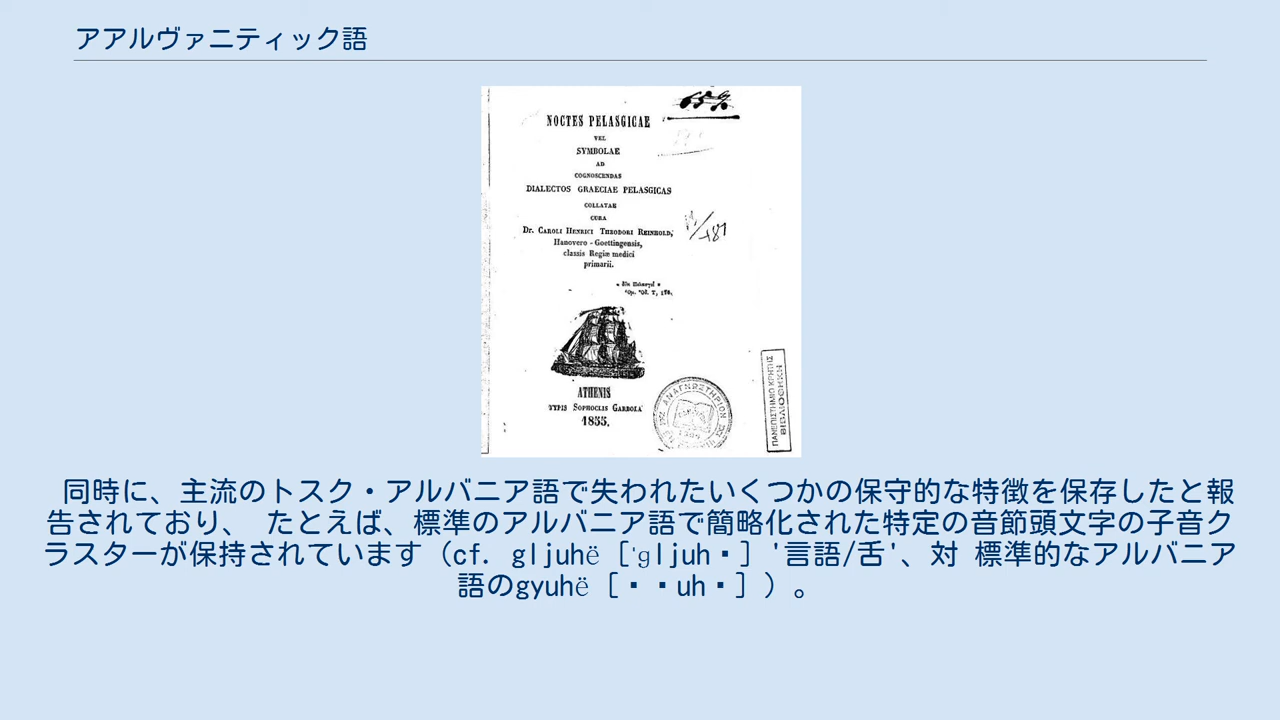 アアルヴァニティック語
65%
NOCTES PELASGICAE
VEL
SYMBOLAE
AD
COGNOSCENDAS
DIALECTOS GRAECIAE PELASGICAS
COLLATAE
CURA
Dr. CAROLI HENRICI THEODORI REINHOLD,
Hanovero - Goettingensis,
classis Regiæ medici
primarii.
ATHENIS
TYPIS SOPHOCLIS GARBOLA
1855.
ΑΝΑΓΝΩΣΤΗΡΙΟΝ
ΠΑΝΕΠΙΣΤΗΜΙΟ ΚΡΗΤΗΣ
ΒΙΒΛΙΟΘΗΚΗ
同時に、主流のトスク・アルバニア語で失われたいくつかの保守的な特徴を保存したと報
告されており、 たとえば、標準のアルバニア語で簡略化された特定の音節頭文字の子音ク
ラスターが保持されています（cf. gljuhë [ˈɡljuh▪] '言語/舌'、対 標準的なアルバニア
語のgyuhë [▪▪uh▪] ）。